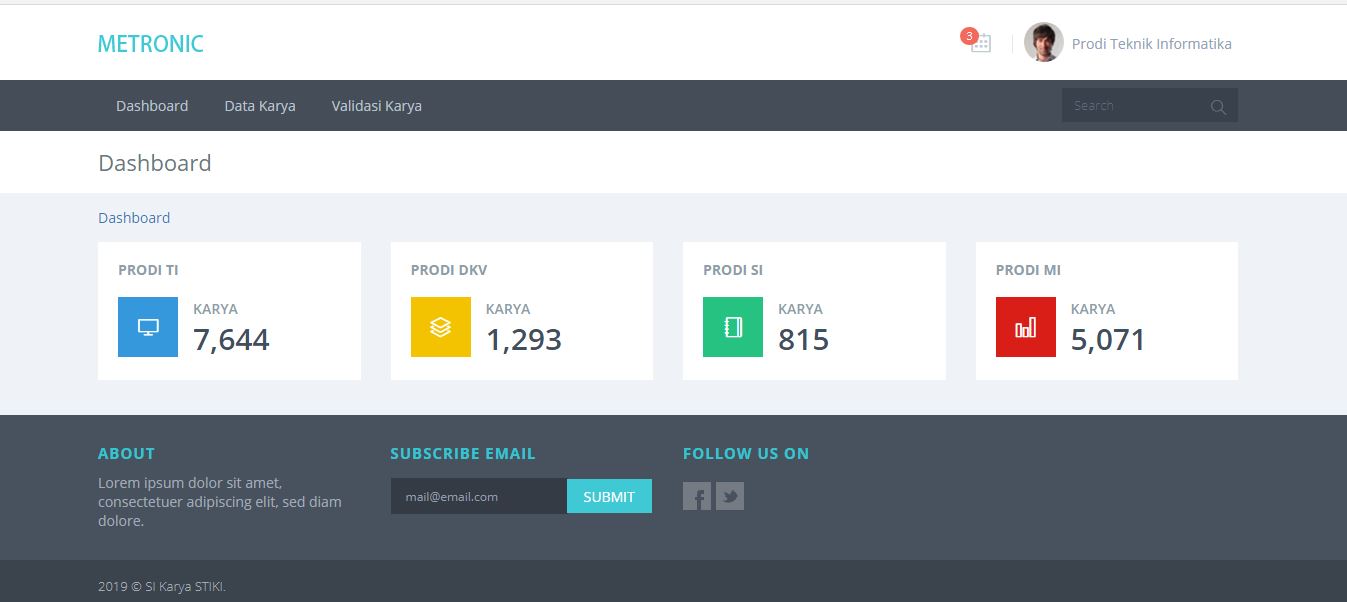 METRONIC
3
Prodi Teknik Informatika
Dashboard
Data Karya
Validasi Karya
Search
Dashboard
Dashboard
PRODI TI
KARYA
7,644
PRODI DKV
KARYA
1,293
PRODI SI
KARYA
815
PRODI MI
KARYA
5,071
ABOUT
Lorem ipsum dolor sit amet,
consectetuer adipiscing elit, sed diam
dolore.
SUBSCRIBE EMAIL
mail@email.com
SUBMIT
FOLLOW US ON
2019 © SI Karya STIKI.